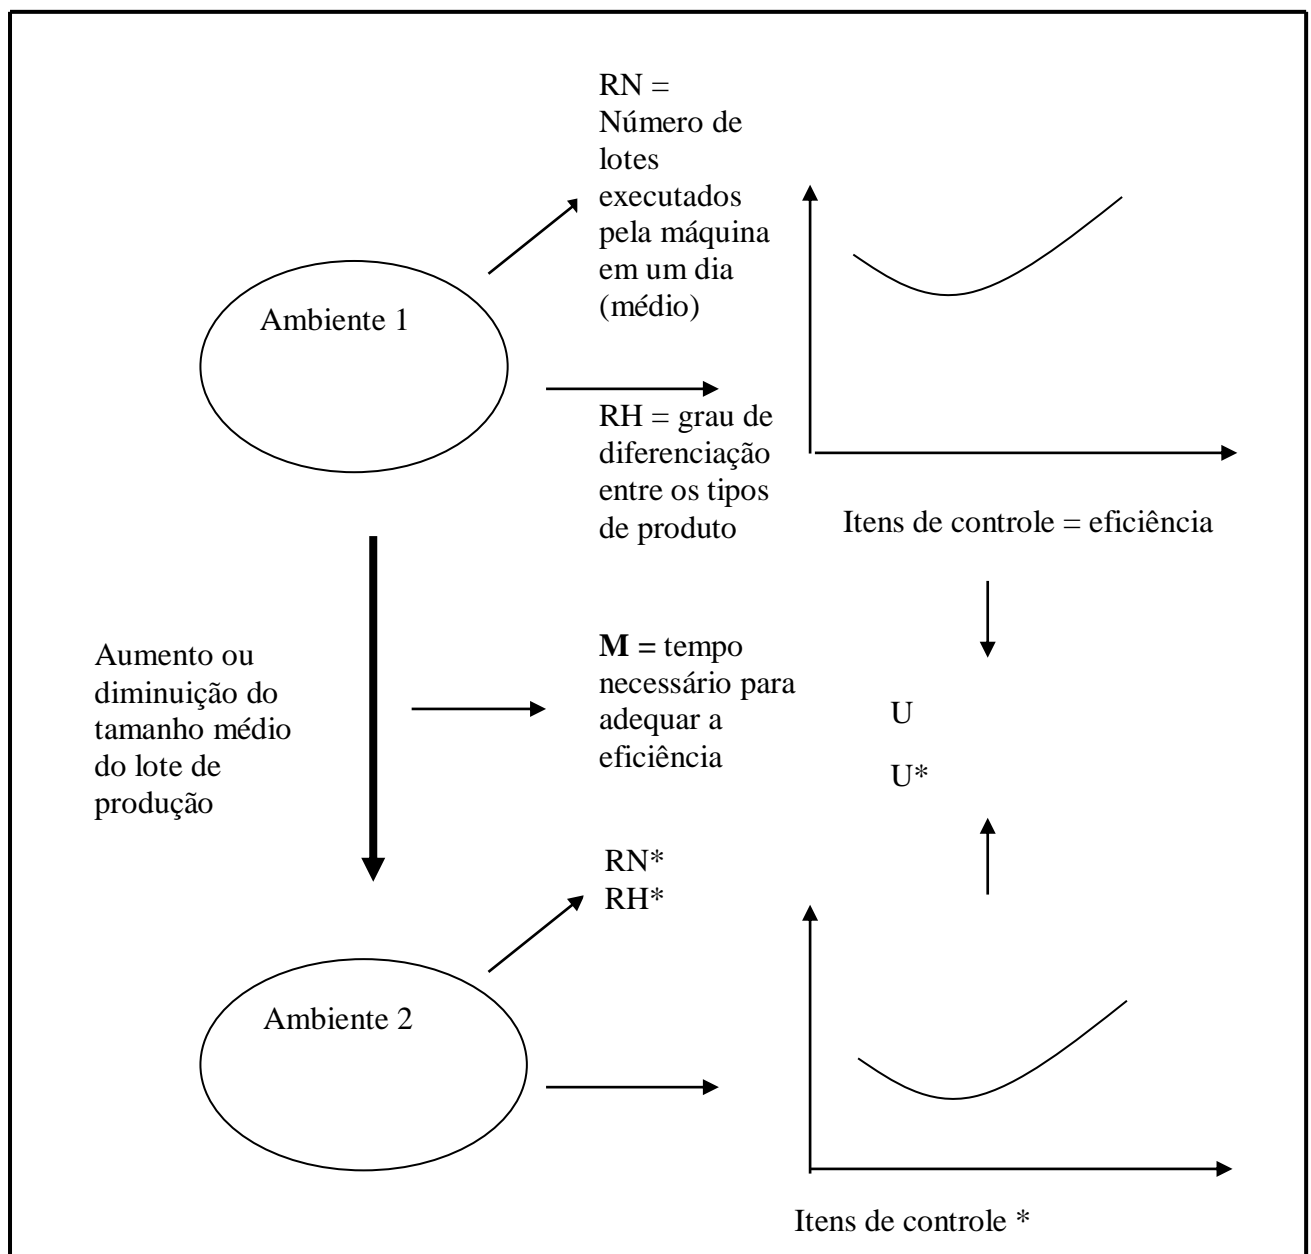 RN =
Número de
lotes
executados
pela máquina
em um dia
(médio)
Ambiente 1
RH = grau de
diferenciação
entre os tipos
de produto
Itens de controle = eficiência
Aumento ou
diminuição do
tamanho médio
do lote de
produção
M = tempo
necessário para
adequar a
eficiência
U
U*
RN*
RH*
Ambiente 2
Itens de controle *